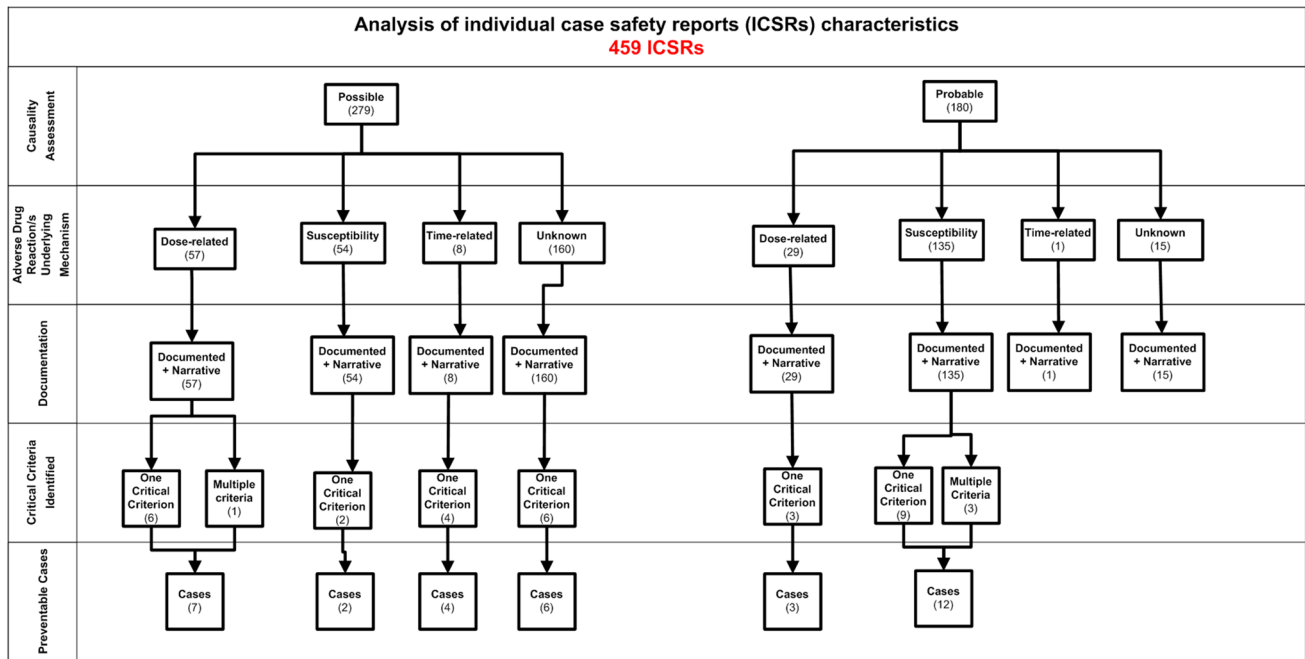 Analysis of individual case safety reports (ICSRs) characteristics
459 ICSRs
Causality
Assessment
Possible
(279)
Probable
(180)
Adverse Drug
Reaction/s
Underlying
Mechanism
Dose-related
(57)
Susceptibility
(54)
Time-related
(8)
Unknown
(160)
Dose-related
(29)
Susceptibility
(135)
Time-related
(1)
Unknown
(15)
Documentation
Documented
+ Narrative
(57)
Documented
+ Narrative
(54)
Documented
+ Narrative
(8)
Documented
+ Narrative
(160)
Documented
+ Narrative
(29)
Documented
+ Narrative
(135)
Documented
+ Narrative
(1)
Documented
+ Narrative
(15)
Critical Criteria
Identified
One
Critical
Criterion
(6)
Multiple
criteria
(1)
One
Critical
Criterion
(2)
One
Critical
Criterion
(4)
One
Critical
Criterion
(6)
One
Critical
Criterion
(3)
One
Critical
Criterion
(9)
Multiple
Criteria
(3)
Preventable Cases
Cases
(7)
Cases
(2)
Cases
(4)
Cases
(6)
Cases
(3)
Cases
(12)